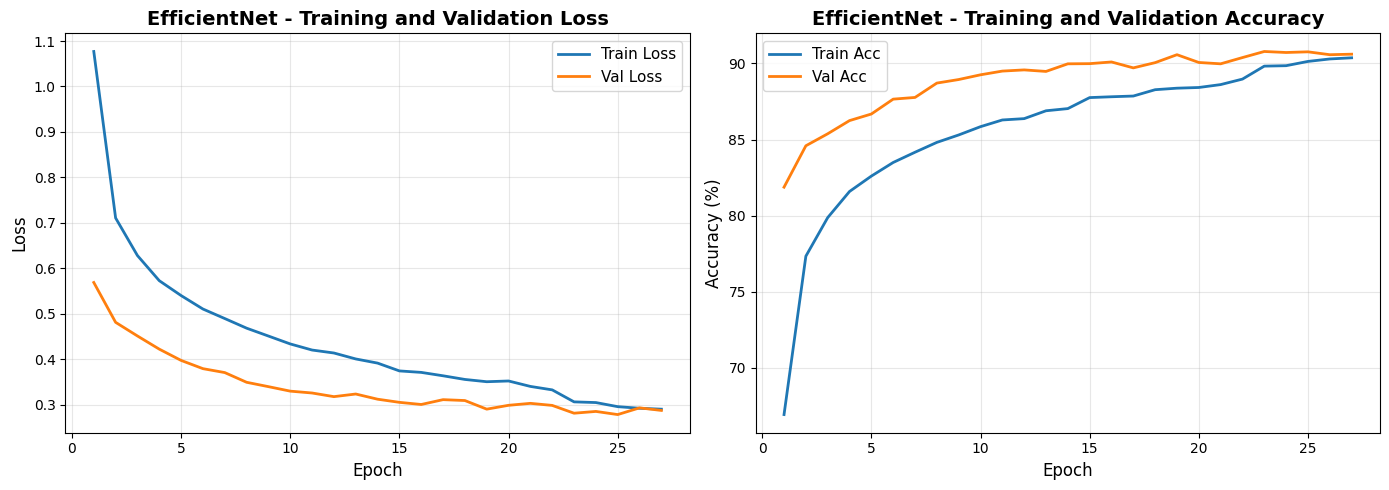 EfficientNet - Training and Validation Loss
Train Loss
Val Loss
1.1
1.0
0.9
0.8
0.7
0.6
0.5
0.4
0.3
Loss
0 5 10 15 20 25
Epoch
EfficientNet - Training and Validation Accuracy
Train Acc
Val Acc
90
85
80
75
70
Accuracy (%)
0 5 10 15 20 25
Epoch